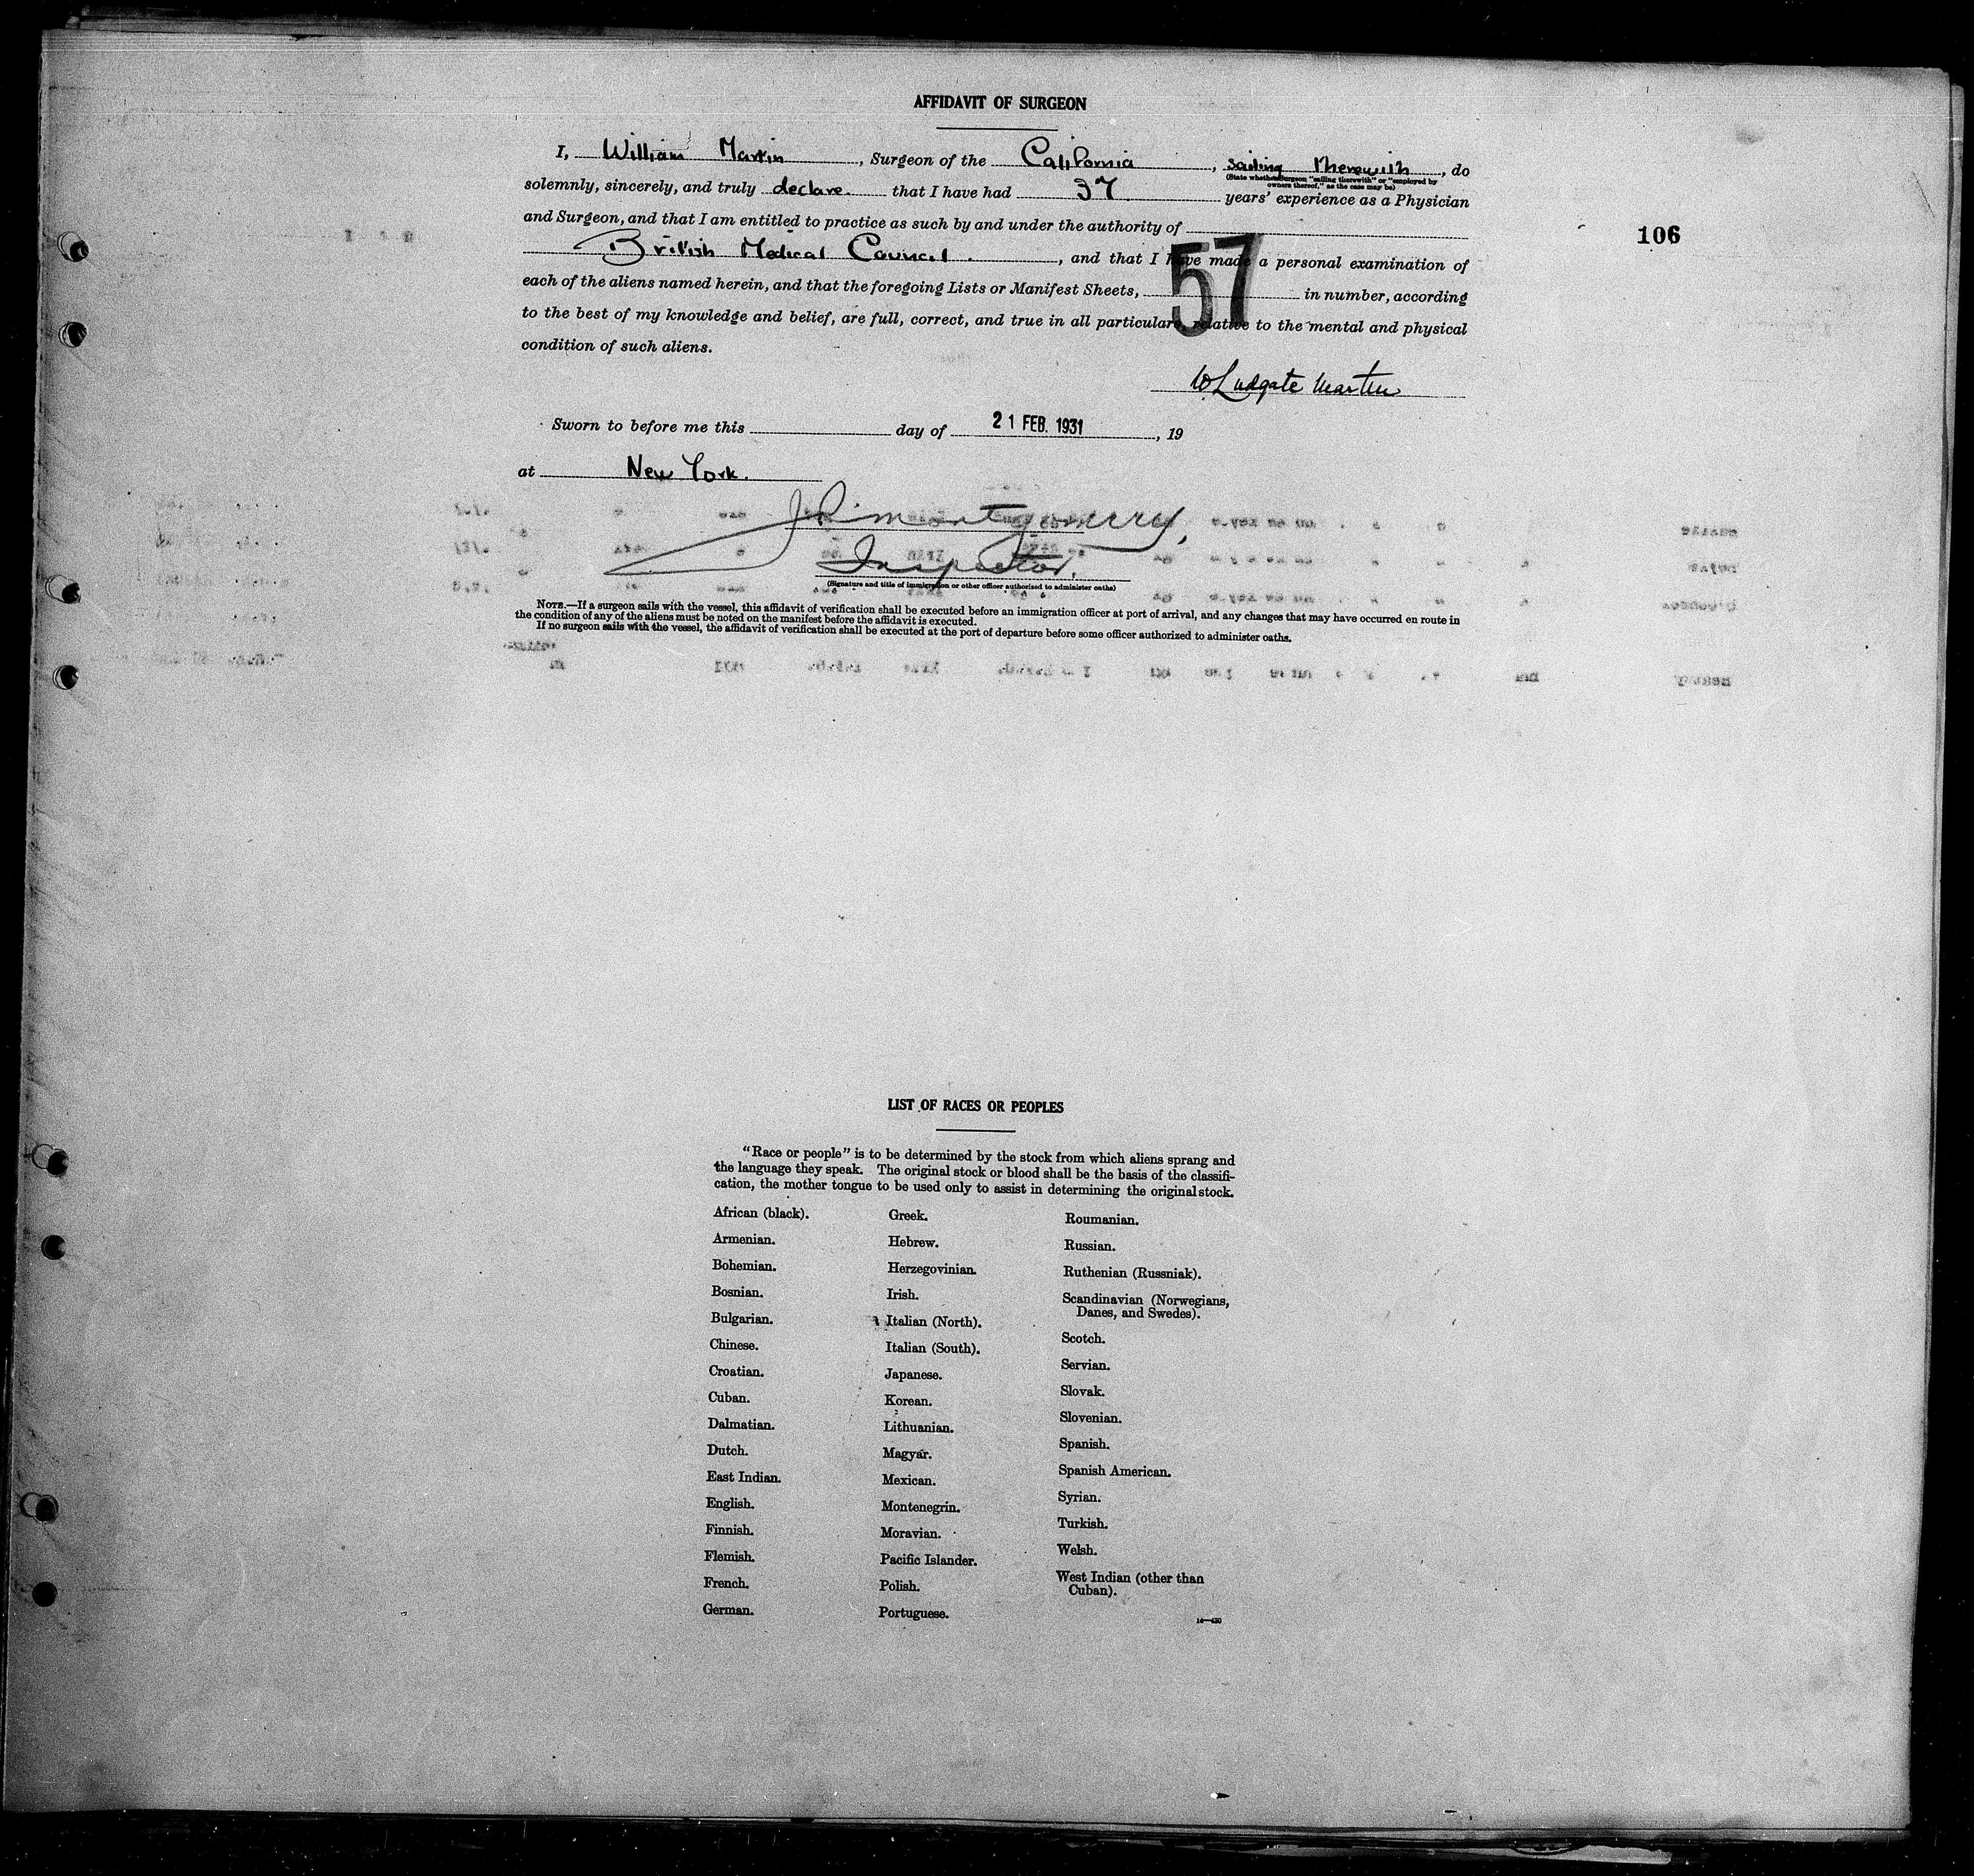 AFFIDAVIT OF SURGEON
I, William Martin, Surgeon of the California, sailing therewith, do
(State whether Surgeon "sailing therewith" or "employed by
owners thereof," as the case may be)
solemnly, sincerely, and truly declare that I have had 37 years' experience as a Physician
and Surgeon, and that I am entitled to practice as such by and under the authority of
106
British Medical Council., and that I have made a personal examination of
57
each of the aliens named herein, and that the foregoing Lists or Manifest Sheets, in number, according
to the best of my knowledge and belief, are full, correct, and true in all particulars relative to the mental and physical
condition of such aliens.
W. Ludgate Martin
Sworn to before me this day of 21 FEB. 1931, 19
at New York.
Montgomery,
Inspector,
(Signature and title of immigration or other officer authorized to administer oaths)
NOTE.—If a surgeon sails with the vessel, this affidavit of verification shall be executed before an immigration officer at port of arrival, and any changes that may have occurred en route in
the condition of any of the aliens must be noted on the manifest before the affidavit is executed.
If no surgeon sails with the vessel, the affidavit of verification shall be executed at the port of departure before some officer authorized to administer oaths.
LIST OF RACES OR PEOPLES
"Race or people" is to be determined by the stock from which aliens sprang and
the language they speak. The original stock or blood shall be the basis of the classifi-
cation, the mother tongue to be used only to assist in determining the original stock.
African (black).
Armenian.
Bohemian.
Bosnian.
Bulgarian.
Chinese.
Croatian.
Cuban.
Dalmatian.
Dutch.
East Indian.
English.
Finnish.
Flemish.
French.
German.
Greek.
Hebrew.
Herzegovinian.
Irish.
Italian (North).
Italian (South).
Japanese.
Korean.
Lithuanian.
Magyar.
Mexican.
Montenegrin.
Moravian.
Pacific Islander.
Polish.
Portuguese.
Roumanian.
Russian.
Ruthenian (Russniak).
Scandinavian (Norwegians,
Danes, and Swedes).
Scotch.
Servian.
Slovak.
Slovenian.
Spanish.
Spanish American.
Syrian.
Turkish.
Welsh.
West Indian (other than
Cuban).